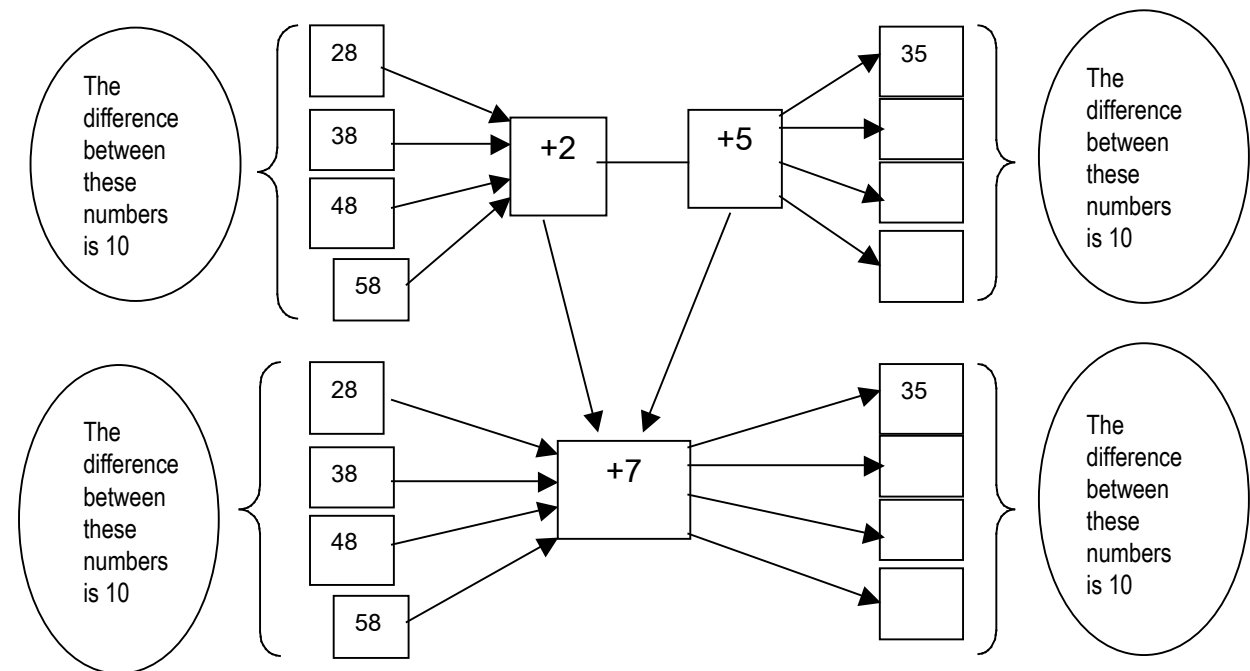 The
difference
between
these
numbers
is 10
28
38
48
58
+2
+5
35
The
difference
between
these
numbers
is 10
The
difference
between
these
numbers
is 10
28
38
48
58
+7
35
The
difference
between
these
numbers
is 10